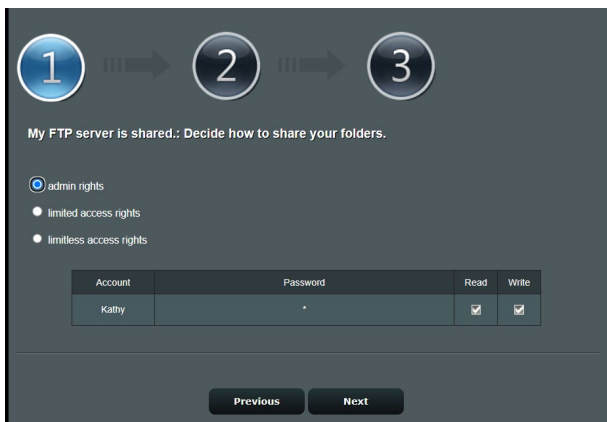 1 2 3
My FTP server is shared.: Decide how to share your folders.
admin rights
limited access rights
limitless access rights
Account Password Read Write
Kathy *
Previous Next